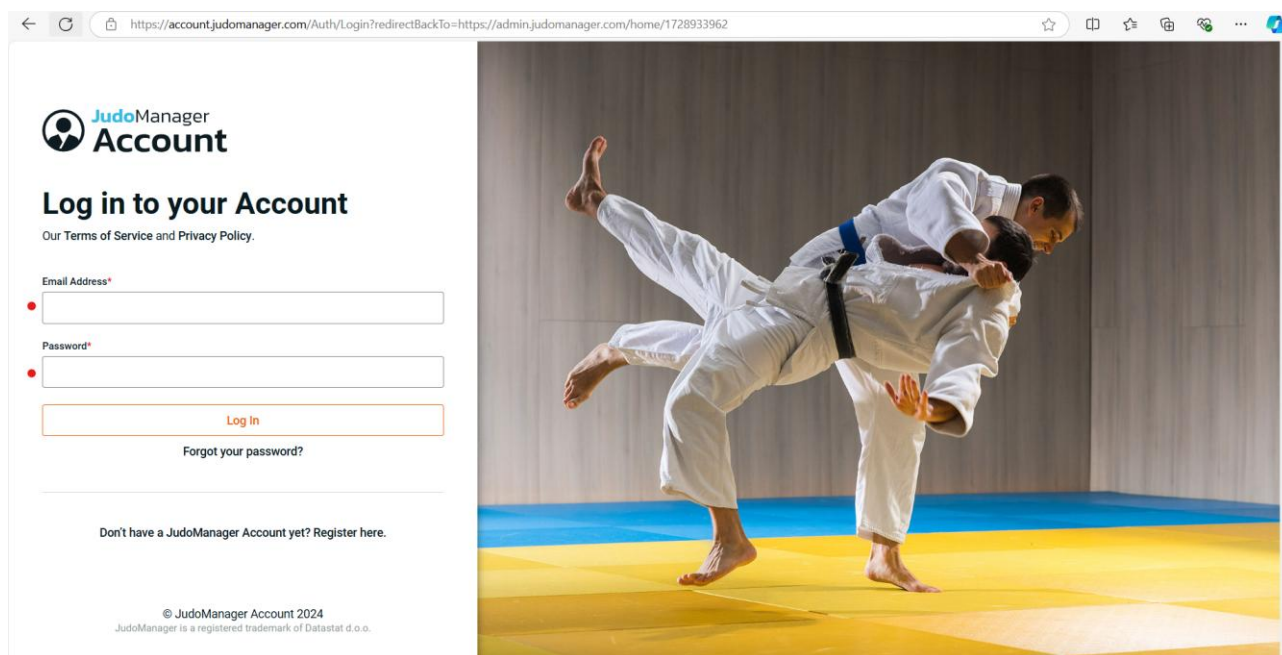 https://account.judomanager.com/Auth/Login?redirectBackTo=https://admin.judomanager.com/home/1728933962
JudoManager
Account
Log in to your Account
Our Terms of Service and Privacy Policy.
Email Address*
Password*
Log In
Forgot your password?
Don't have a JudoManager Account yet? Register here.
© JudoManager Account 2024
JudoManager is a registered trademark of Datastat d.o.o.